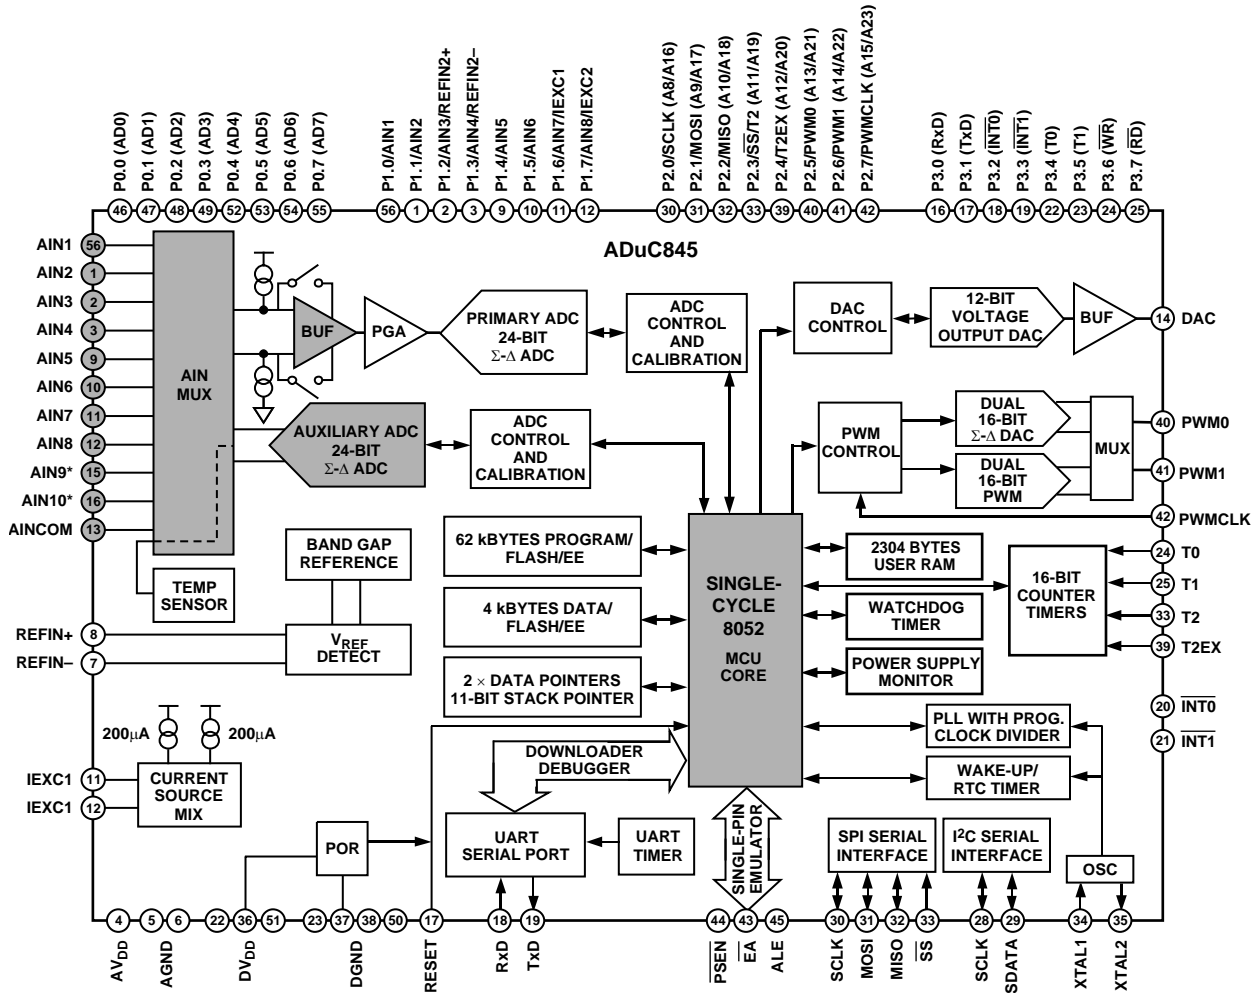 P0.0 (AD0)
P0.1 (AD1)
P0.2 (AD2)
P0.3 (AD3)
P0.4 (AD4)
P0.5 (AD5)
P0.6 (AD6)
P0.7 (AD7)
P1.0/AIN1
P1.1/AIN2
P1.2/AIN3/REFIN2+
P1.3/AIN4/REFIN2–
P1.4/AIN5
P1.5/AIN6
P1.6/AIN7/IEXC1
P1.7/AIN8/IEXC2
P2.0/SCLK (A8/A16)
P2.1/MOSI (A9/A17)
P2.2/MISO (A10/A18)
P2.3/SS/T2 (A11/A19)
P2.4/T2EX (A12/A20)
P2.5/PWM0 (A13/A21)
P2.6/PWM1 (A14/A22)
P2.7/PWMCLK (A15/A23)
P3.0 (RxD)
P3.1 (TxD)
P3.2 (INT0)
P3.3 (INT1)
P3.4 (T0)
P3.5 (T1)
P3.6 (WR)
P3.7 (RD)
46 47 48 49 52 53 54 55
56 1 2 3 9 10 11 12
30 31 32 33 39 40 41 42
16 17 18 19 22 23 24 25
ADuC845
AIN1 56
AIN2 1
AIN3 2
AIN4 3
AIN5 9
AIN6 10
AIN7 11
AIN8 12
AIN9* 15
AIN10* 16
AINCOM 13
AIN
MUX
BUF
PGA
PRIMARY ADC
24-BIT
Σ-Δ ADC
ADC
CONTROL
AND
CALIBRATION
DAC
CONTROL
12-BIT
VOLTAGE
OUTPUT DAC
BUF
14 DAC
AUXILIARY ADC
24-BIT
Σ-Δ ADC
ADC
CONTROL
AND
CALIBRATION
PWM
CONTROL
DUAL
16-BIT
Σ-Δ DAC
DUAL
16-BIT
PWM
MUX
40 PWM0
41 PWM1
42 PWMCLK
TEMP
SENSOR
BAND GAP
REFERENCE
VREF
DETECT
REFIN+ 8
REFIN– 7
62 kBYTES PROGRAM/
FLASH/EE
4 kBYTES DATA/
FLASH/EE
2 × DATA POINTERS
11-BIT STACK POINTER
SINGLE-
CYCLE
8052
MCU
CORE
2304 BYTES
USER RAM
WATCHDOG
TIMER
POWER SUPPLY
MONITOR
16-BIT
COUNTER
TIMERS
24 T0
25 T1
33 T2
39 T2EX
20 INT0
21 INT1
PLL WITH PROG.
CLOCK DIVIDER
WAKE-UP/
RTC TIMER
200µA
200µA
CURRENT
SOURCE
MIX
IEXC1 11
IEXC1 12
DOWNLOADER
DEBUGGER
POR
UART
SERIAL PORT
UART
TIMER
SINGLE-PIN
EMULATOR
SPI SERIAL
INTERFACE
I2C SERIAL
INTERFACE
OSC
4 5 6 22 36 51 23 37 38 50 17 18 19 44 43 45 30 31 32 33 28 29 34 35
AVDD
AGND
DVDD
DGND
RESET
RxD
TxD
PSEN
EA
ALE
SCLK
MOSI
MISO
SS
SCLK
SDATA
XTAL1
XTAL2